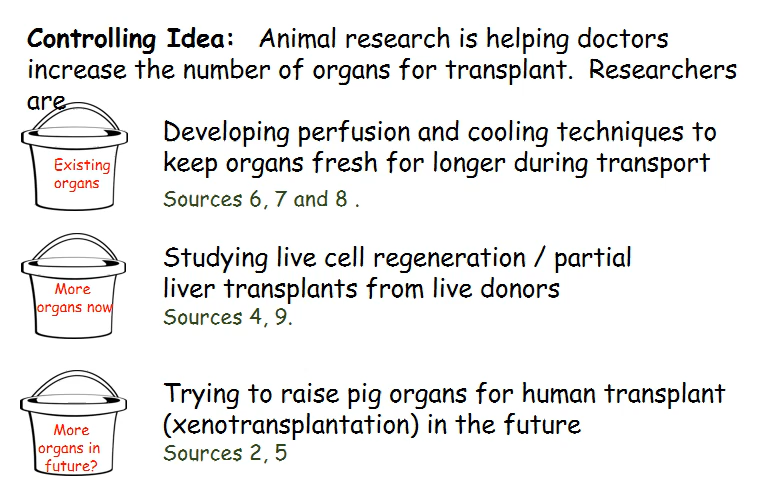 Controlling Idea: Animal research is helping doctors
increase the number of organs for transplant. Researchers
are
Existing
organs
Developing perfusion and cooling techniques to
keep organs fresh for longer during transport
Sources 6, 7 and 8 .
More
organs now
Studying live cell regeneration / partial
liver transplants from live donors
Sources 4, 9.
More
organs in
future?
Trying to raise pig organs for human transplant
(xenotransplantation) in the future
Sources 2, 5